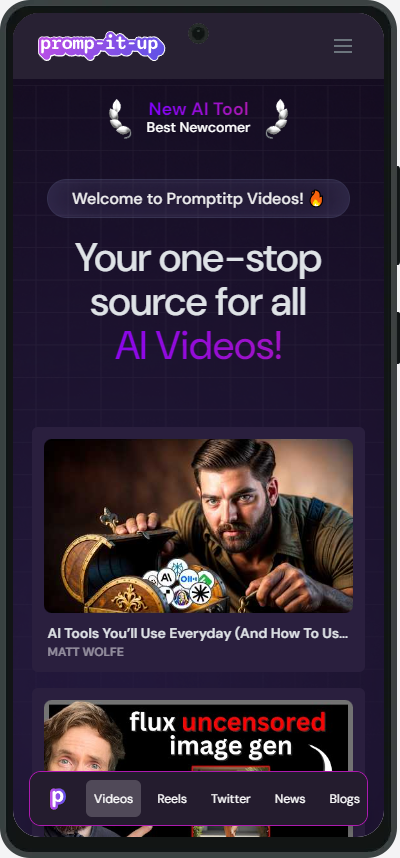 promp-it-up
New AI Tool
Best Newcomer
Welcome to Promptitp Videos! 🔥
Your one-stop
source for all
AI Videos!
AI
AI Tools You'll Use Everyday (And How To Us...
MATT WOLFE
flux uncensored
image gen
p
Videos
Reels
Twitter
News
Blogs